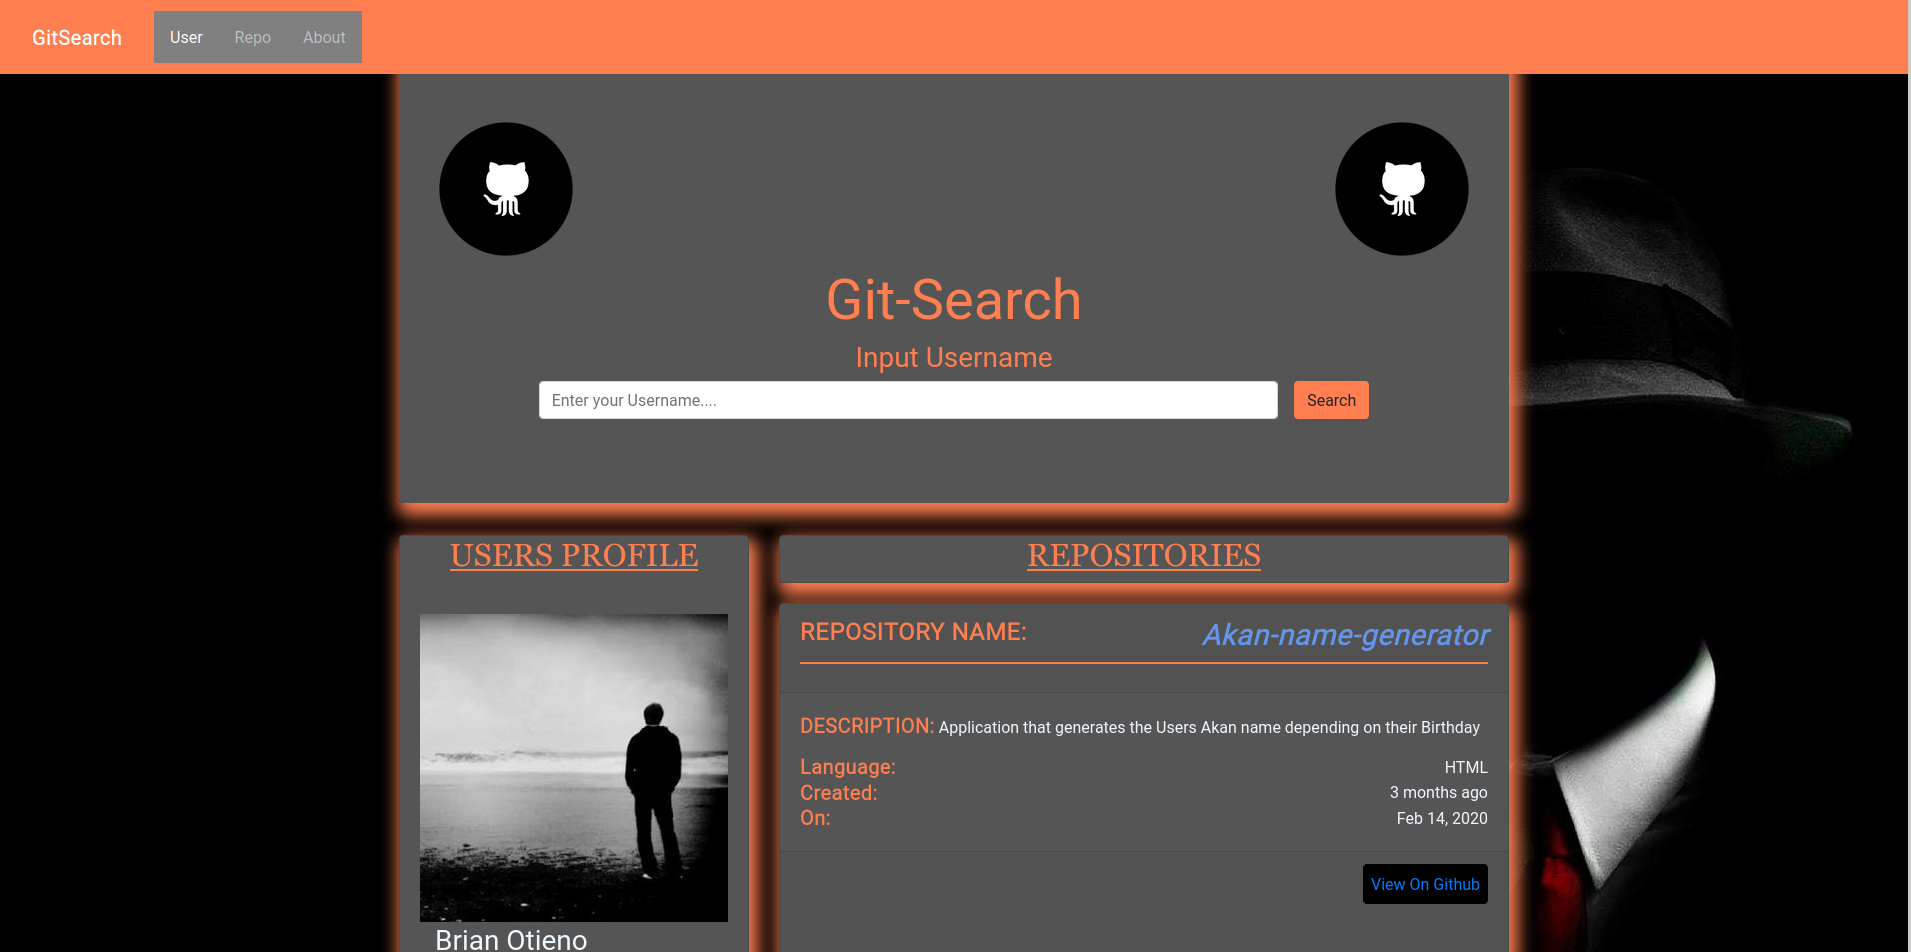 GitSearch User Repo About
Git-Search
Input Username
Enter your Username.... Search
USERS PROFILE
Brian Otieno
REPOSITORIES
REPOSITORY NAME: Akan-name-generator
DESCRIPTION: Application that generates the Users Akan name depending on their Birthday
Language: HTML
Created: 3 months ago
On: Feb 14, 2020
View On Github